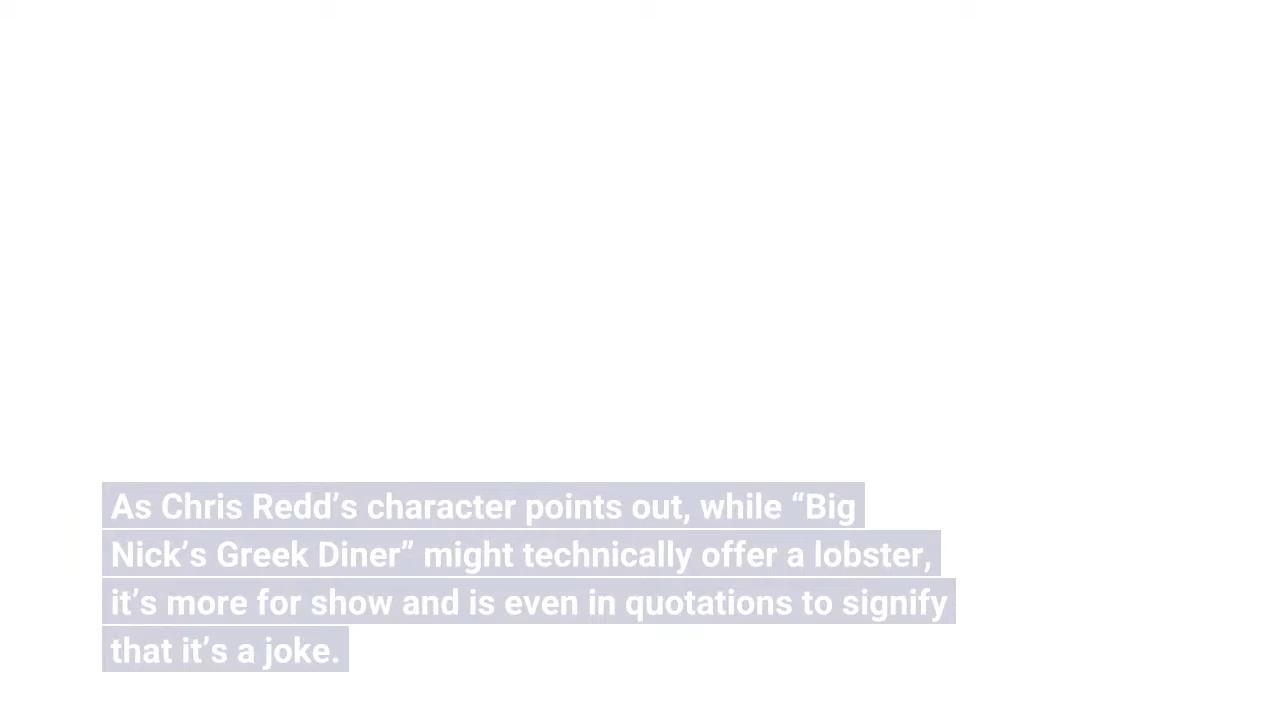 As Chris Redd’s character points out, while “Big
Nick’s Greek Diner” might technically offer a lobster,
it’s more for show and is even in quotations to signify
that it’s a joke.